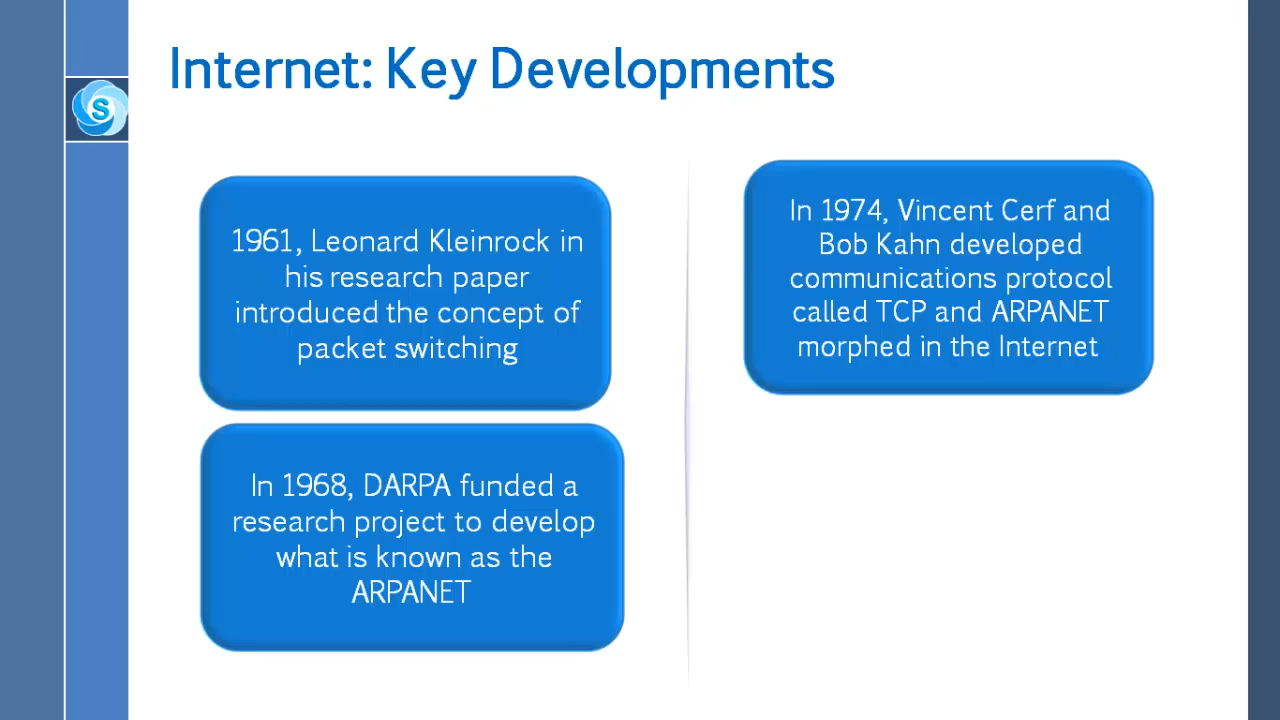 Internet: Key Developments
S
1961, Leonard Kleinrock in
his research paper
introduced the concept of
packet switching
In 1968, DARPA funded a
research project to develop
what is known as the
ARPANET
In 1974, Vincent Cerf and
Bob Kahn developed
communications protocol
called TCP and ARPANET
morphed in the Internet